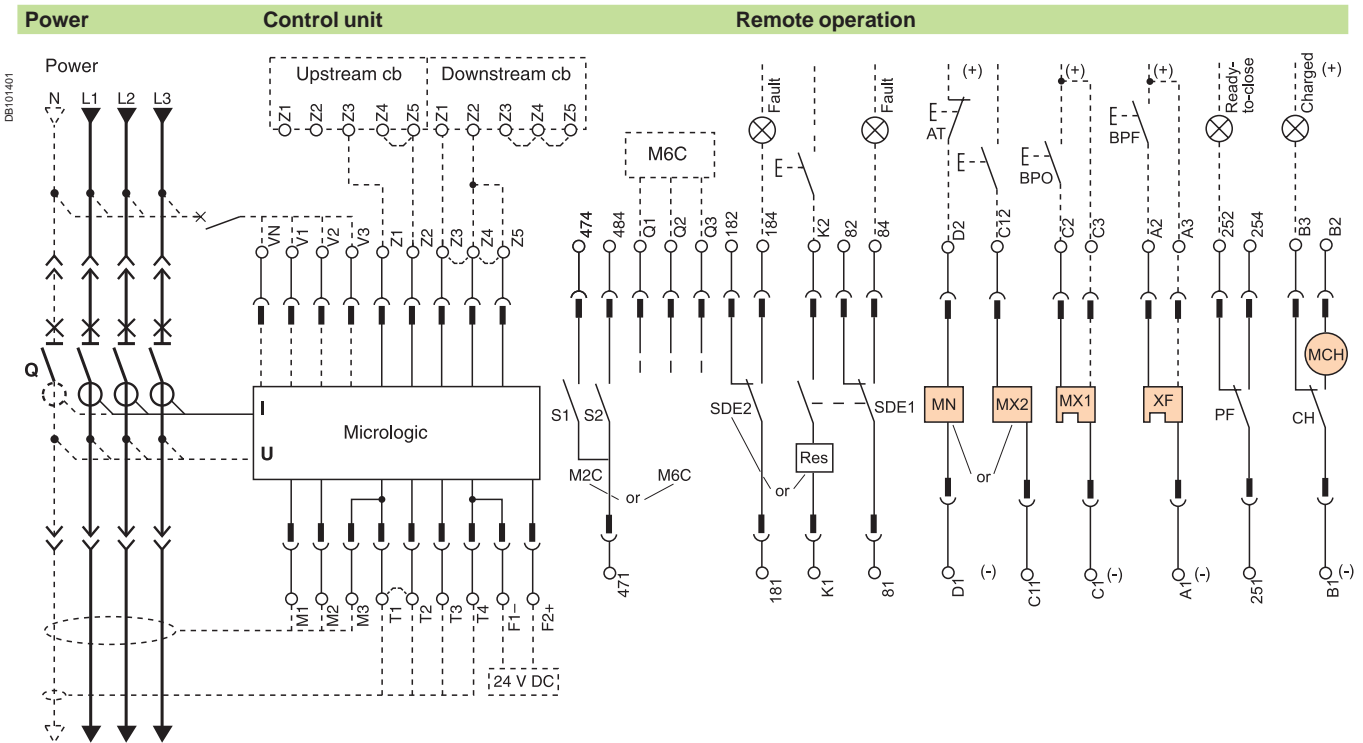 Power Control unit Remote operation
DB101401
Power
N L1 L2 L3
Upstream cb Downstream cb
Z1 Z2 Z3 Z4 Z5 Z1 Z2 Z3 Z4 Z5
M6C
Fault
Fault
AT
(+)
BPO
(+)
BPF
(+)
Ready-
to-close
Charged
(+)
VN V1 V2 V3 Z1 Z2 Z3 Z4 Z5
474 484 Q1 Q2 Q3 182 184 K2 82 84 D2 C12 C2 C3 A2 A3 252 254 B3 B2
Q
I
U
Micrologic
S1 S2
M2C or M6C
SDE2
or
Res
SDE1
MN
or
MX2
MX1
XF
PF
CH
MCH
M1 M2 M3 T1 T2 T3 T4 F1– F2+
24 V DC
471 181 K1 81 D1 (-) C11 C1 (-) A1 (-) 251 B1 (-)